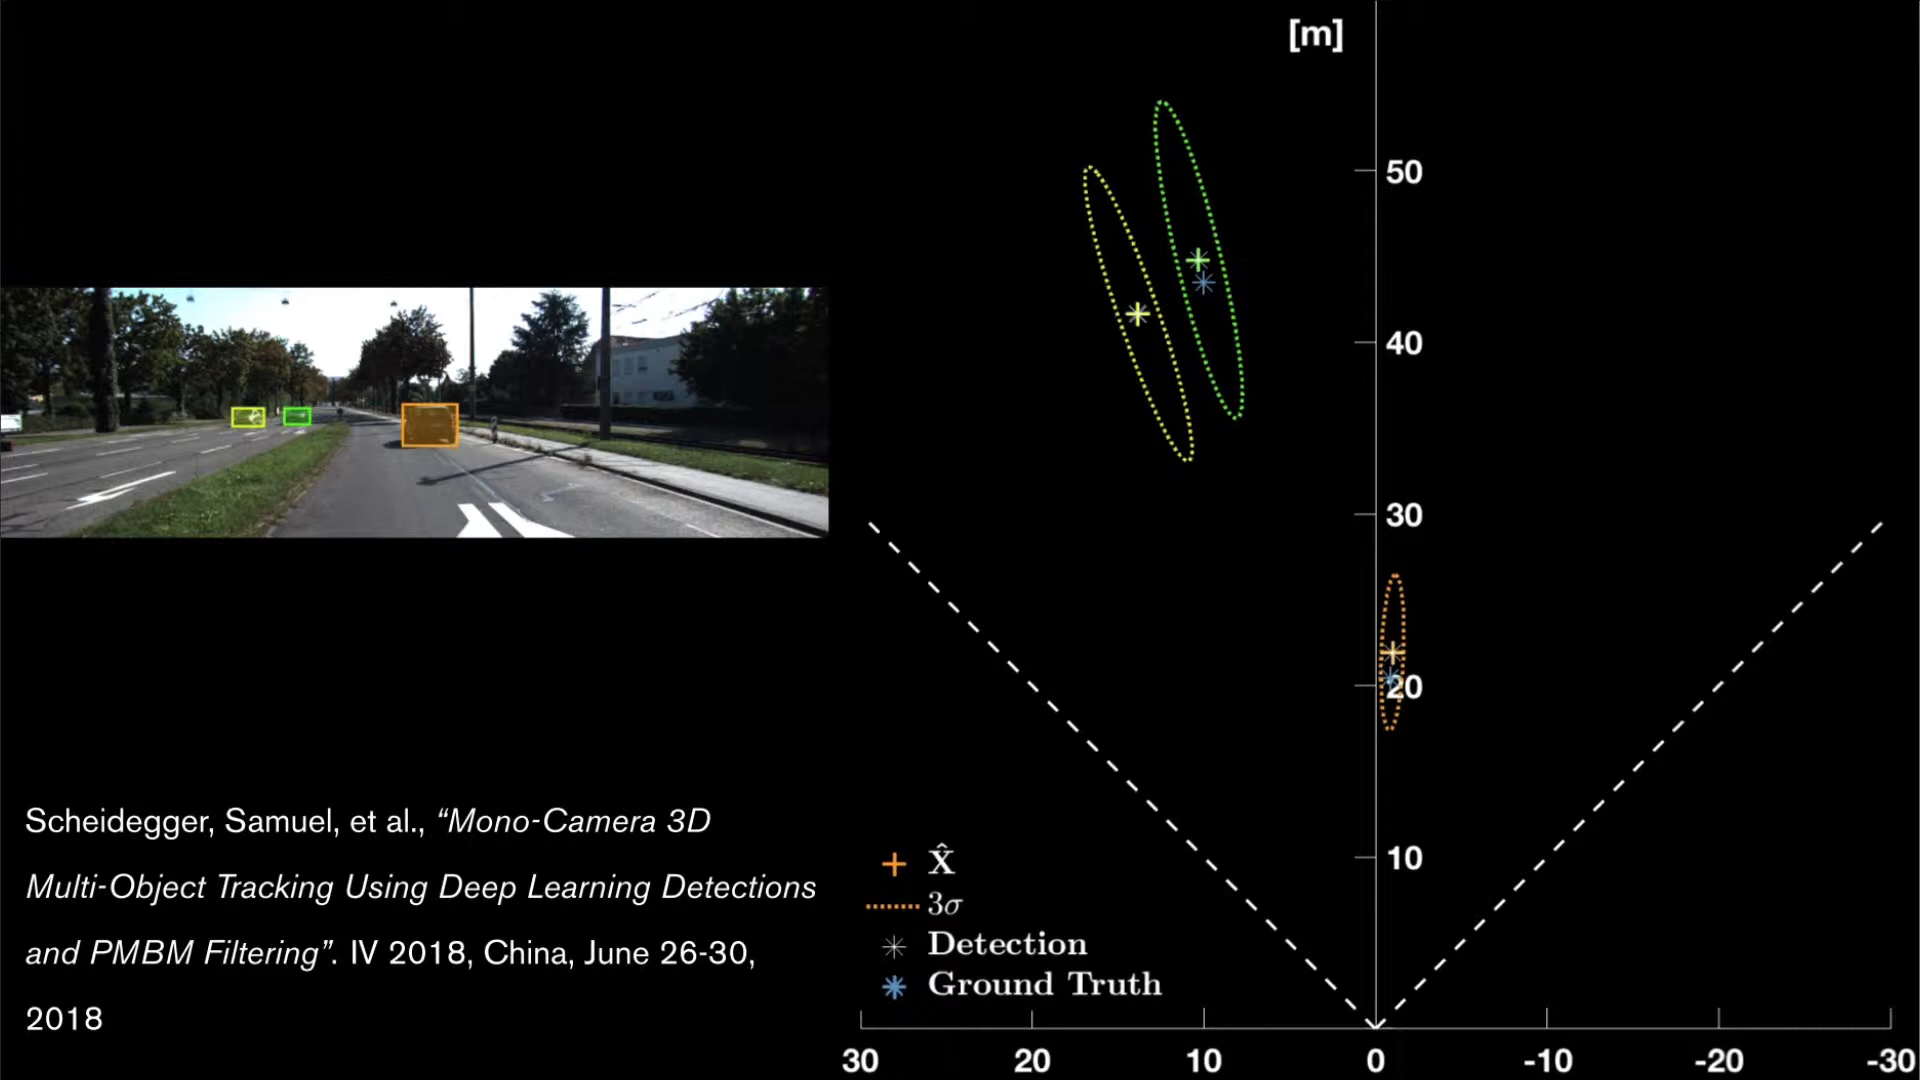 [m]
50
40
30
20
10
Scheidegger, Samuel, et al., “Mono-Camera 3D
Multi-Object Tracking Using Deep Learning Detections
and PMBM Filtering”. IV 2018, China, June 26-30,
2018
X̂
3σ
Detection
Ground Truth
30 20 10 0 -10 -20 -30